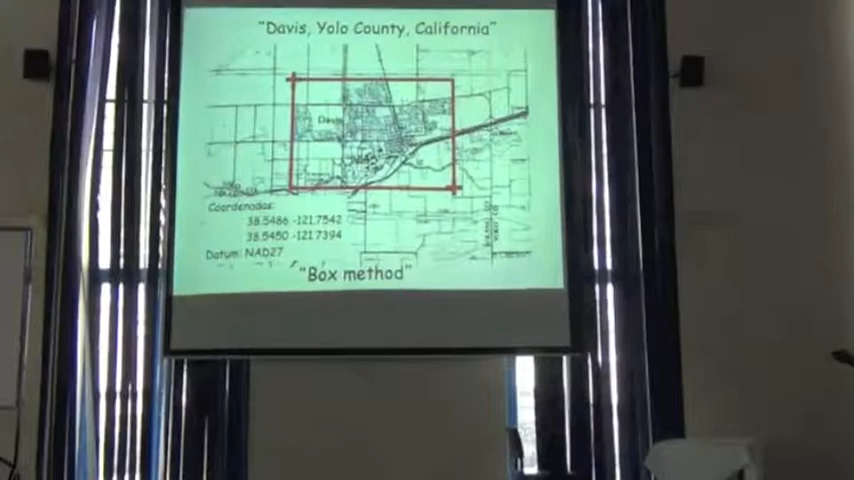 "Davis, Yolo County, California"
Davis
Coordenadas:
38.5486 -121.7542
38.5450 -121.7394
Datum: NAD27
"Box method"